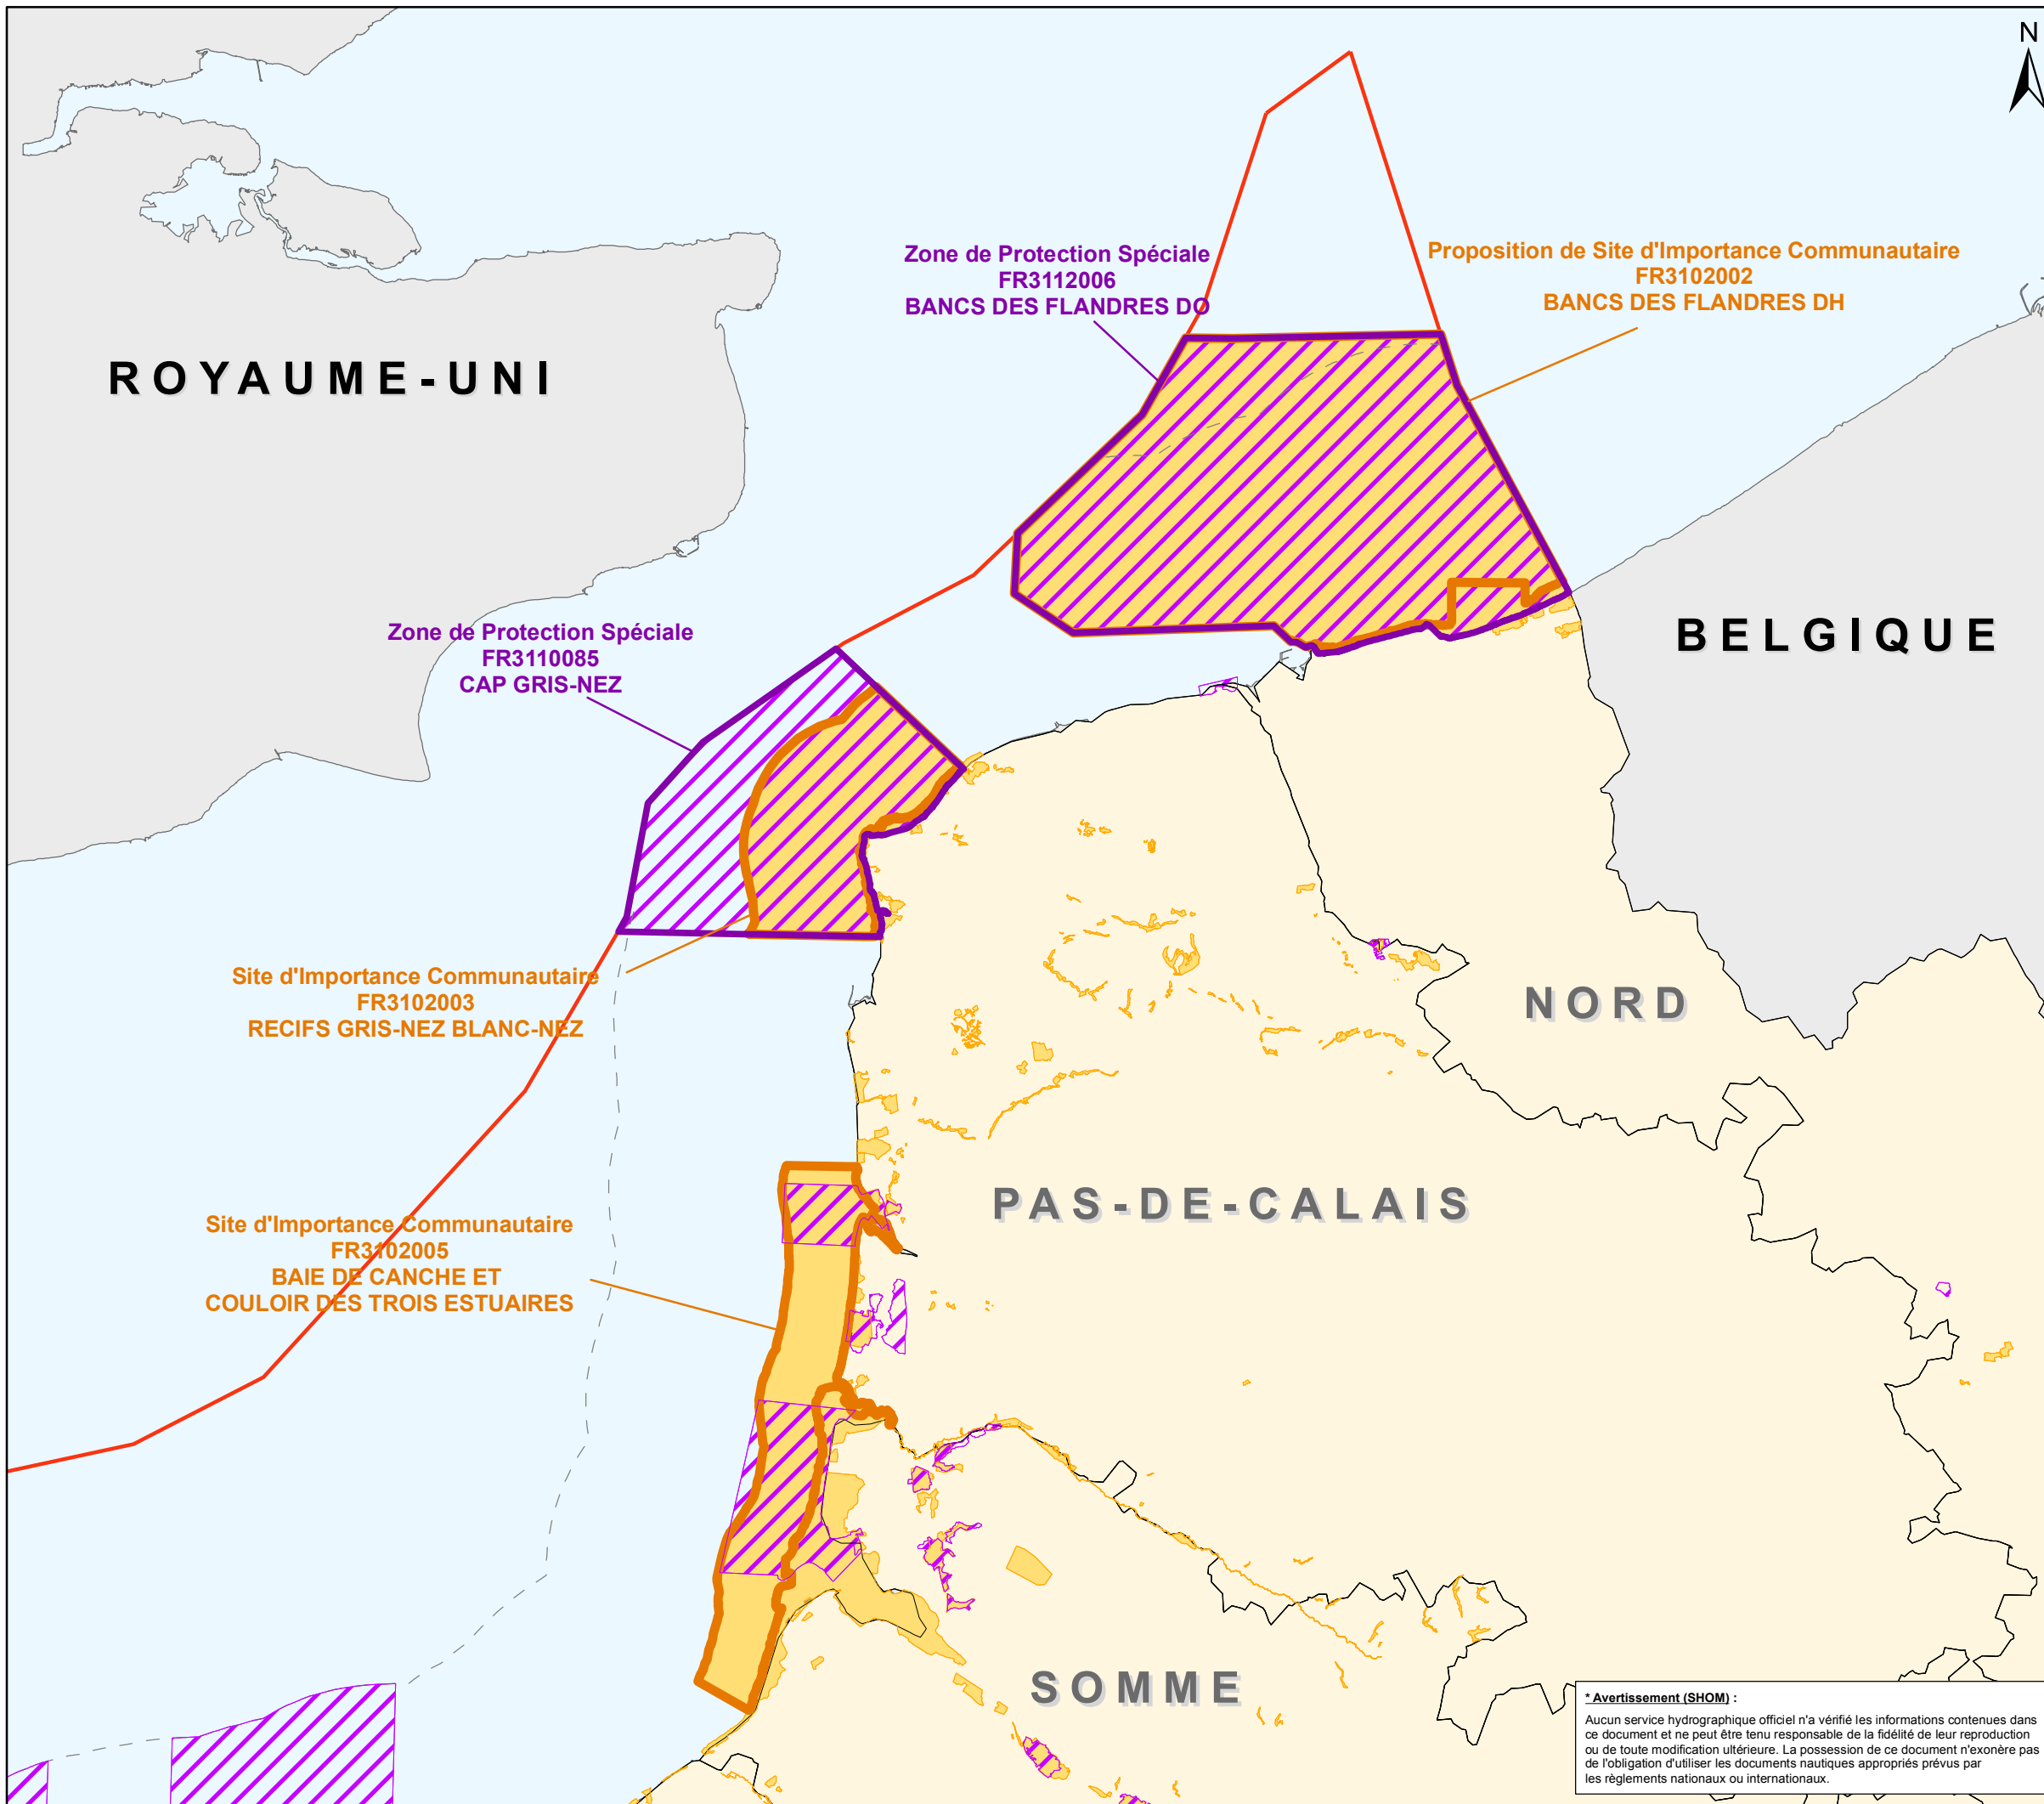 N
Zone de Protection Spéciale
FR3112006
BANCS DES FLANDRES DO
Proposition de Site d'Importance Communautaire
FR3102002
BANCS DES FLANDRES DH
ROYAUME-UNI
BELGIQUE
Zone de Protection Spéciale
FR3110085
CAP GRIS-NEZ
Site d'Importance Communautaire
FR3102003
RECIFS GRIS-NEZ BLANC-NEZ
NORD
PAS-DE-CALAIS
Site d'Importance Communautaire
FR3102005
BAIE DE CANCHE ET
COULOIR DES TROIS ESTUAIRES
SOMME
* Avertissement (SHOM) :
Aucun service hydrographique officiel n'a vérifié les informations contenues dans
ce document et ne peut être tenu responsable de la fidélité de leur reproduction
ou de toute modification ultérieure. La possession de ce document n'exonère pas
de l'obligation d'utiliser les documents nautiques appropriés prévus par
les règlements nationaux ou internationaux.